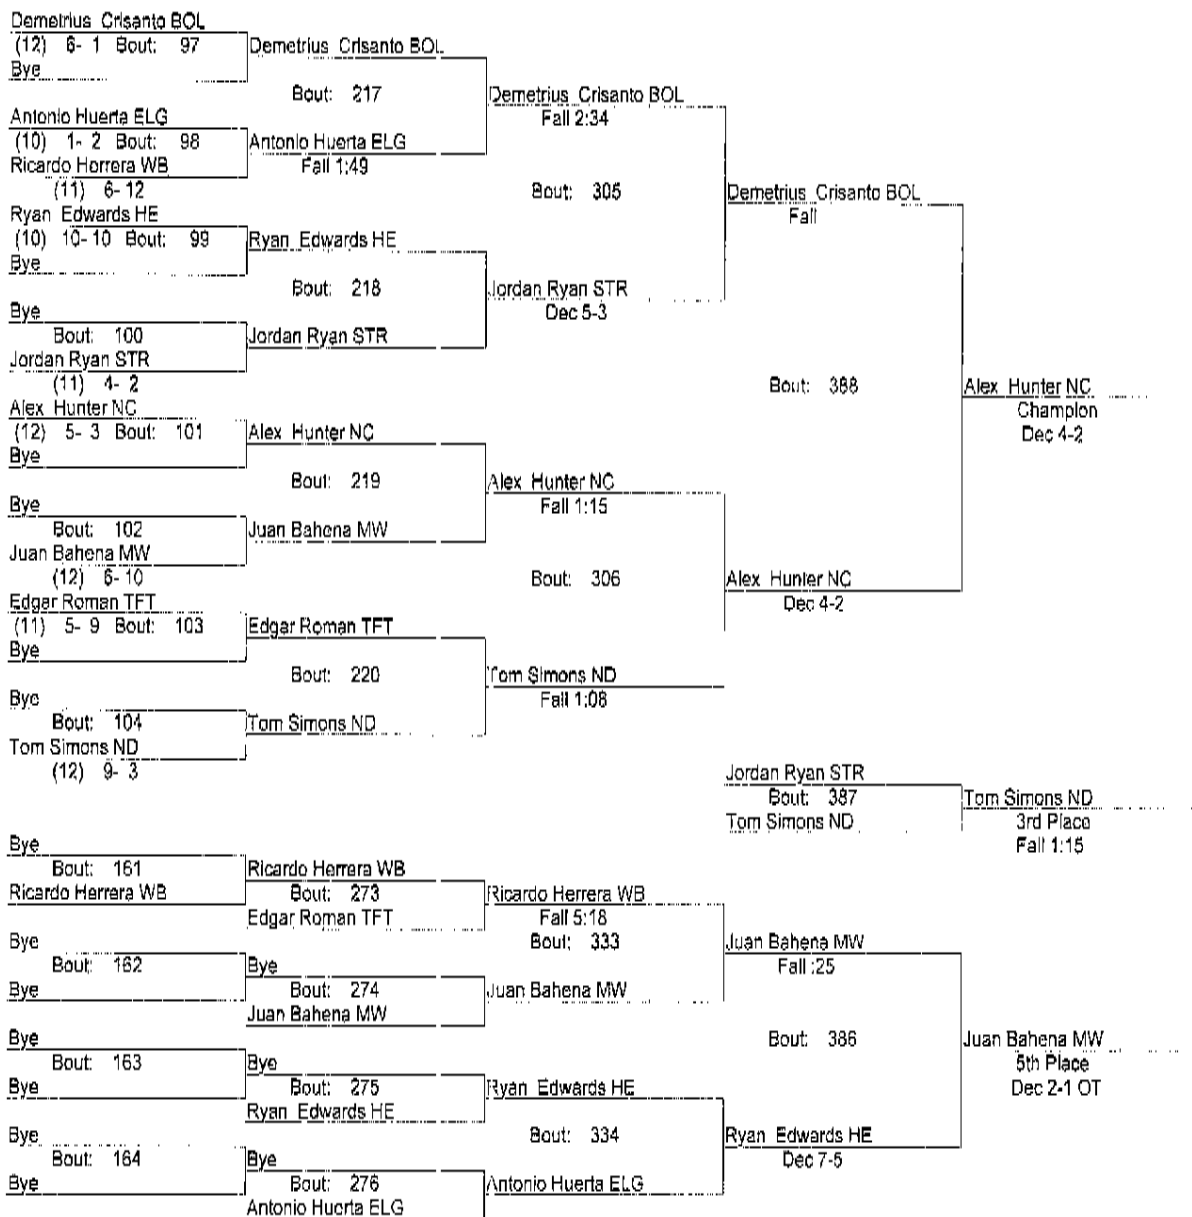 Demetrius Crisanto BOL
(12) 6- 1 Bout: 97
Bye
Demetrius Crisanto BOL
Bout: 217
Antonio Huerta ELG
(10) 1- 2 Bout: 98
Ricardo Herrera WB
(11) 6-12
Antonio Huerta ELG
Fall 1:49
Demetrius Crisanto BOL
Fall 2:34
Bout: 305
Ryan Edwards HE
(10) 10-10 Bout: 99
Bye
Ryan Edwards HE
Bout: 218
Bye
Bout: 100
Jordan Ryan STR
(11) 4- 2
Jordan Ryan STR
Jordan Ryan STR
Dec 5-3
Demetrius Crisanto BOL
Fall
Bout: 388
Alex Hunter NC
Champion
Dec 4-2
Alex Hunter NC
(12) 5- 3 Bout: 101
Bye
Alex Hunter NC
Bout: 219
Bye
Bout: 102
Juan Bahena MW
(12) 6-10
Juan Bahena MW
Alex Hunter NC
Fall 1:15
Bout: 306
Alex Hunter NC
Dec 4-2
Edgar Roman TFT
(11) 5- 9 Bout: 103
Bye
Edgar Roman TFT
Bout: 220
Bye
Bout: 104
Tom Simons ND
(12) 9- 3
Tom Simons ND
Tom Simons ND
Fall 1:08
Jordan Ryan STR
Bout: 387
Tom Simons ND
Tom Simons ND
3rd Place
Fall 1:15
Bye
Bout: 161
Ricardo Herrera WB
Ricardo Herrera WB
Bout: 273
Edgar Roman TFT
Ricardo Herrera WB
Fall 5:18
Bout: 333
Bye
Bout: 162
Bye
Bye
Bout: 274
Juan Bahena MW
Juan Bahena MW
Juan Bahena MW
Fall :25
Bout: 386
Juan Bahena MW
5th Place
Dec 2-1 OT
Bye
Bout: 163
Bye
Bye
Bout: 275
Ryan Edwards HE
Ryan Edwards HE
Bout: 334
Bye
Bout: 164
Bye
Bye
Bout: 276
Antonio Huerta ELG
Antonio Huerta ELG
Ryan Edwards HE
Dec 7-5